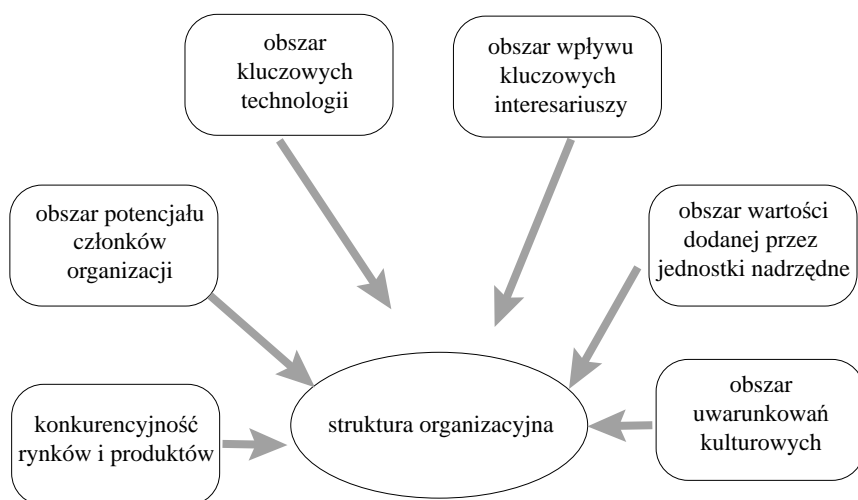 obszar
kluczowych
technologii
obszar wpływu
kluczowych
interesariuszy
obszar potencjału
członków
organizacji
obszar wartości
dodanej przez
jednostki nadrzędne
konkurencyjność
rynków i produktów
struktura organizacyjna
obszar
uwarunkowań
kulturowych